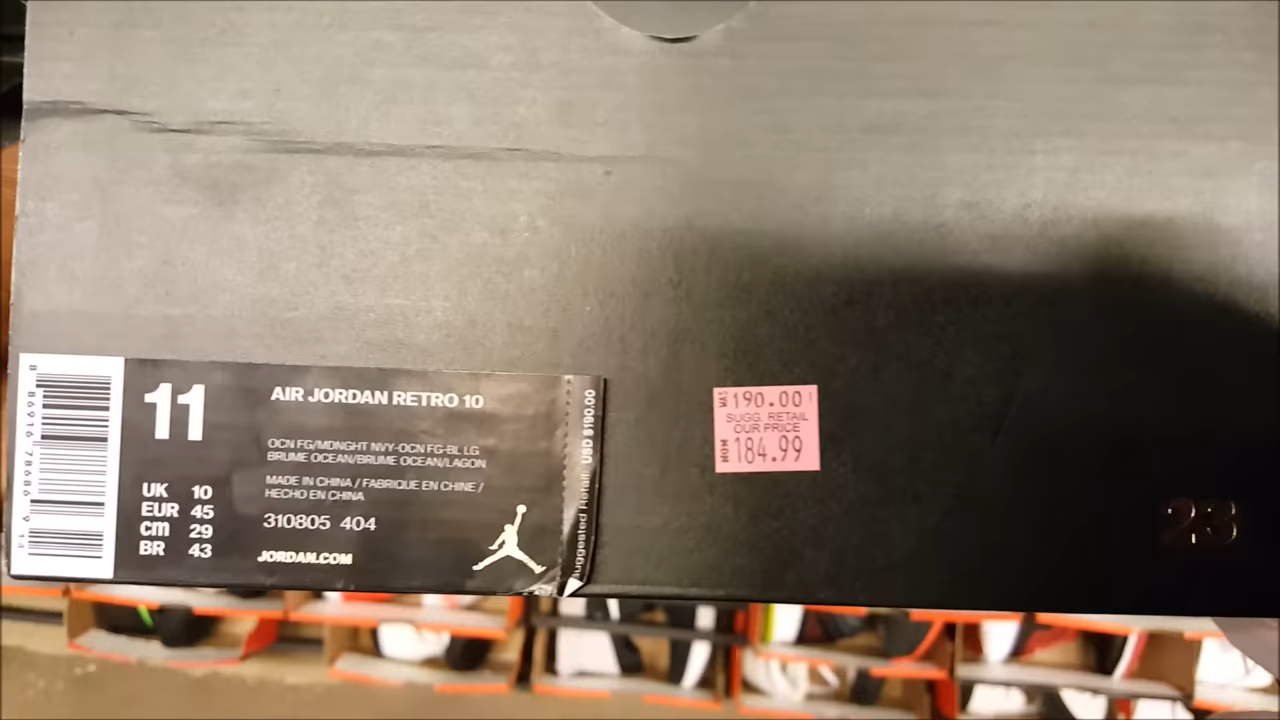 11
AIR JORDAN RETRO 10
OCN FG/MDNGHT NVY-OCN FG-BL LG
BRUME OCEAN/BRUME OCEAN/LAGON
MADE IN CHINA / FABRIQUE EN CHINE /
HECHO EN CHINA
310805 404
JORDAN.COM
UK 10
EUR 45
cm 29
BR 43
Suggested Retail USD $190.00
WAS 190.00
SUGG. RETAIL
OUR PRICE
NOW 184.99
23